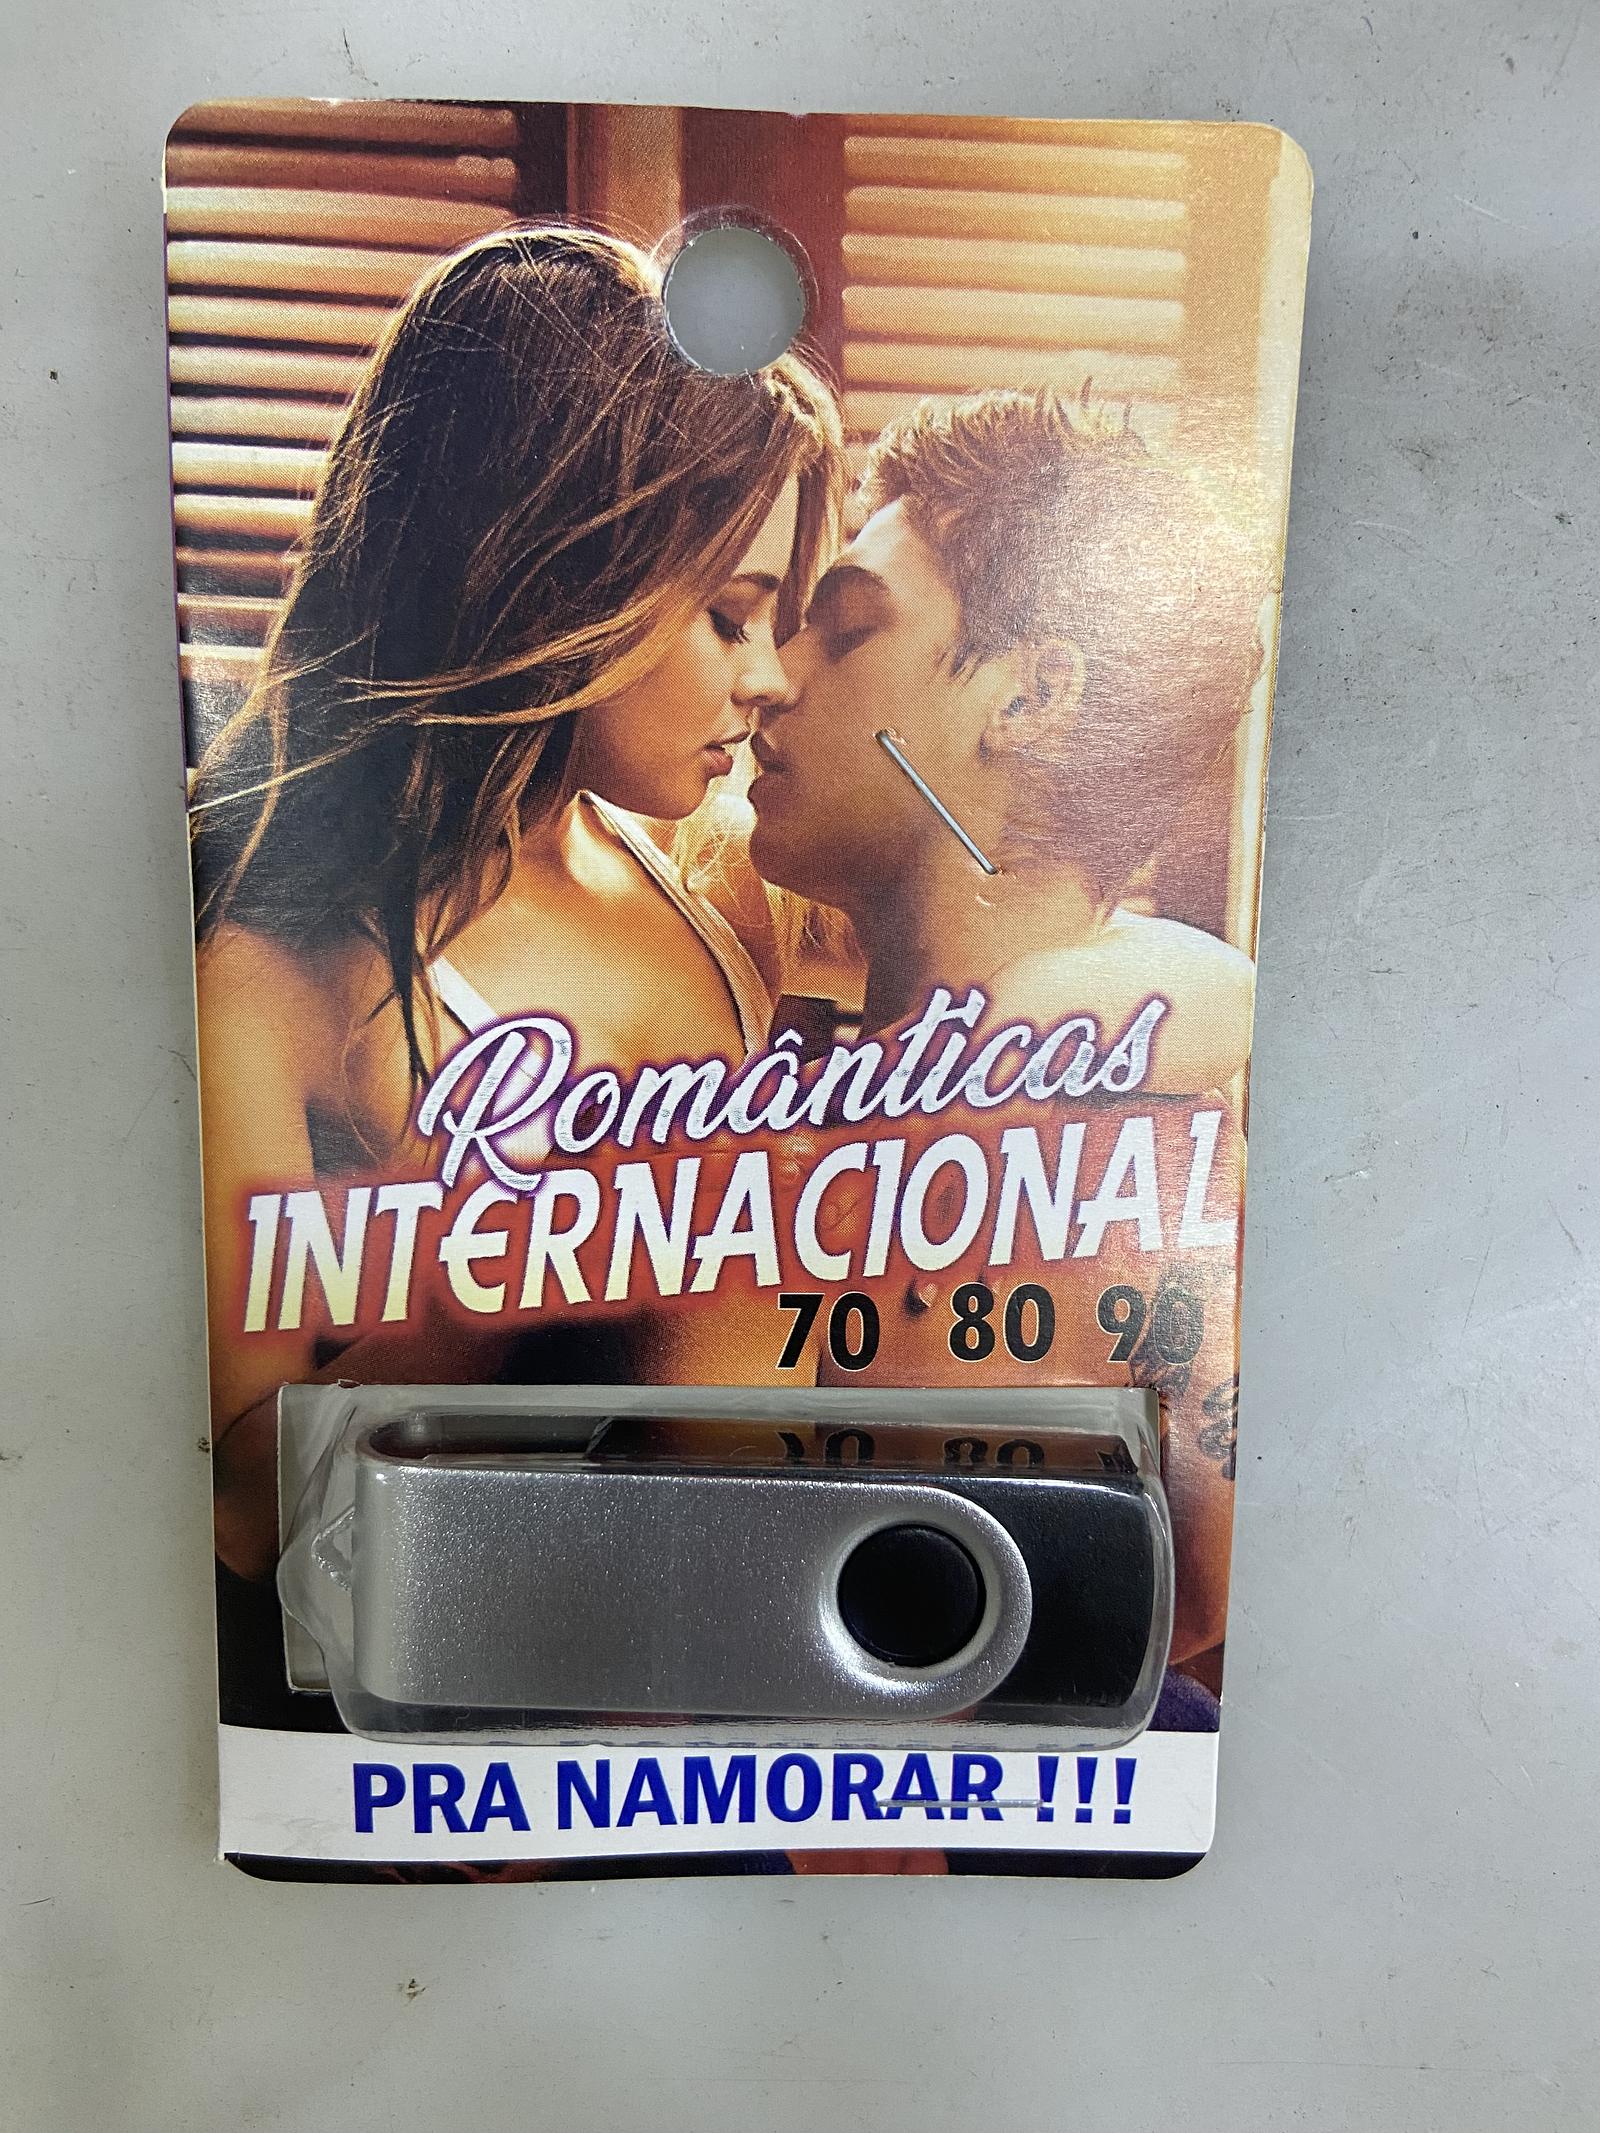 Românticas
INTERNACIONAL
70 80 90
PRA NAMORAR !!!